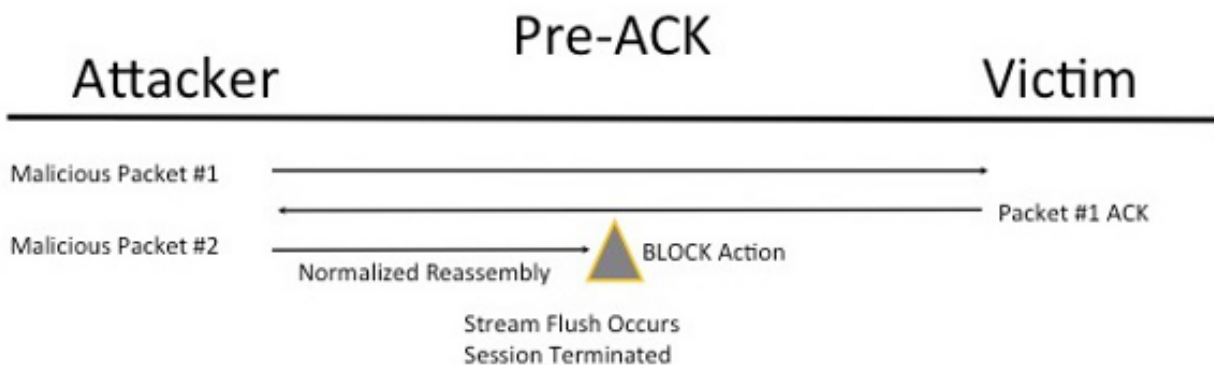 Pre-ACK
Attacker
Victim
Malicious Packet #1
Packet #1 ACK
Malicious Packet #2
BLOCK Action
Normalized Reassembly
Stream Flush Occurs
Session Terminated